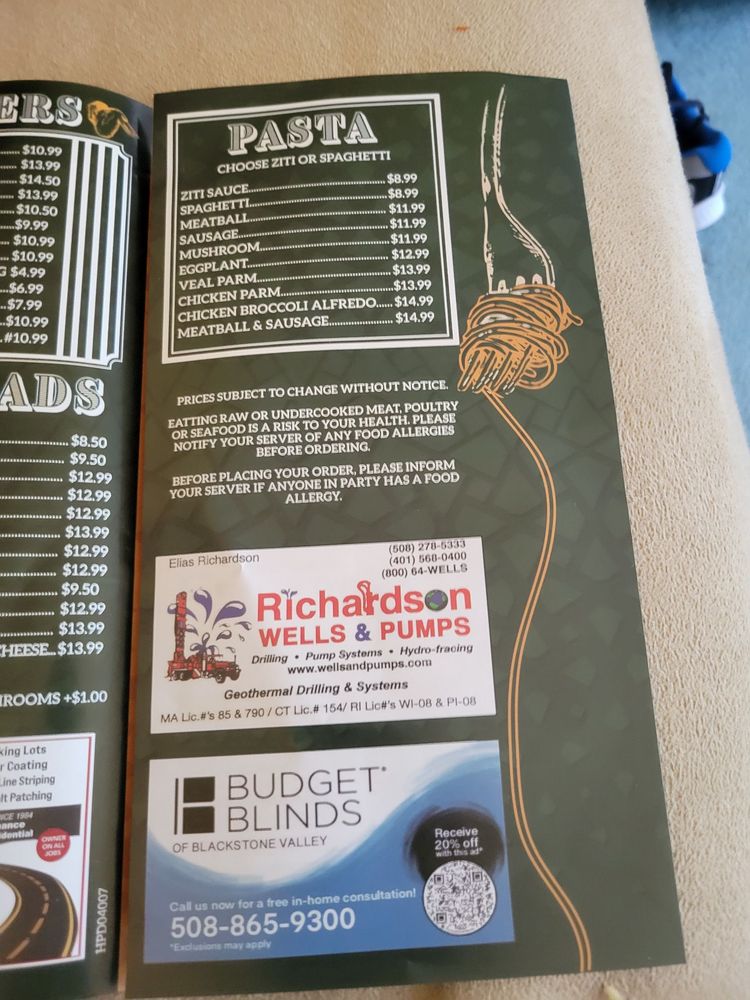 ERS
$10.99
$13.99
$14.50
$13.99
$10.50
$9.99
$10.99
$10.99
G $4.99
$6.99
$7.99
$10.99
#10.99
ADS
$8.50
$9.50
$12.99
$12.99
$12.99
$13.99
$12.99
$12.99
$9.50
$12.99
$13.99
CHEESE... $13.99
HROOMS +$1.00
king Lots
r Coating
Line Striping
lt Patching
NCE 1984
nance
idential
OWNER
ON ALL
JOBS
HPD04007
PASTA
CHOOSE ZITI OR SPAGHETTI
ZITI SAUCE $8.99
SPAGHETTI $8.99
MEATBALL $11.99
SAUSAGE $11.99
MUSHROOM $11.99
EGGPLANT $12.99
VEAL PARM $13.99
CHICKEN PARM $13.99
CHICKEN BROCCOLI ALFREDO $14.99
MEATBALL & SAUSAGE $14.99
PRICES SUBJECT TO CHANGE WITHOUT NOTICE.
EATTING RAW OR UNDERCOOKED MEAT, POULTRY
OR SEAFOOD IS A RISK TO YOUR HEALTH. PLEASE
NOTIFY YOUR SERVER OF ANY FOOD ALLERGIES
BEFORE ORDERING.
BEFORE PLACING YOUR ORDER, PLEASE INFORM
YOUR SERVER IF ANYONE IN PARTY HAS A FOOD
ALLERGY.
Elias Richardson
(508) 278-5333
(401) 568-0400
(800) 64-WELLS
Richardson
WELLS & PUMPS
Drilling • Pump Systems • Hydro-fracing
www.wellsandpumps.com
Geothermal Drilling & Systems
MA Lic.#'s 85 & 790 / CT Lic.# 154/ RI Lic#'s WI-08 & PI-08
BUDGET®
BLINDS
OF BLACKSTONE VALLEY
Receive
20% off
with this ad*
Call us now for a free in-home consultation!
508-865-9300
*Exclusions may apply